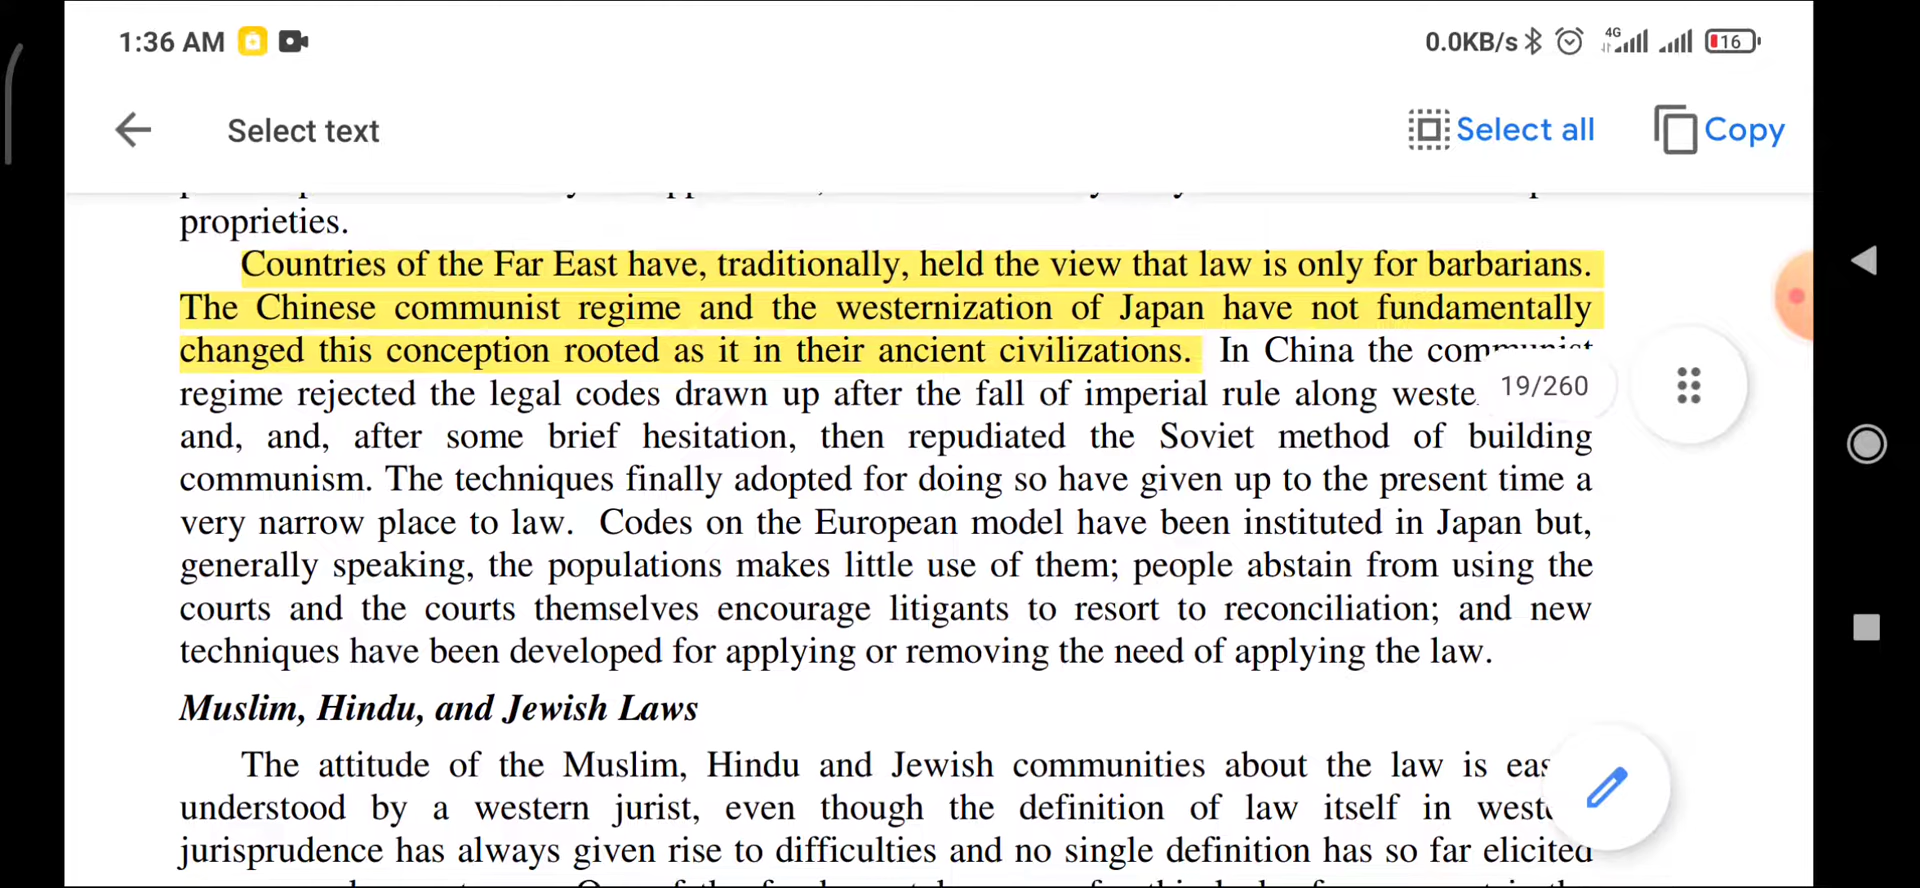 1:36 AM
0.0KB/s 4G 16
Select text
Select all
Copy
proprieties.
Countries of the Far East have, traditionally, held the view that law is only for barbarians.
The Chinese communist regime and the westernization of Japan have not fundamentally
changed this conception rooted as it in their ancient civilizations. In China the communist
regime rejected the legal codes drawn up after the fall of imperial rule along weste
19/260
and, and, after some brief hesitation, then repudiated the Soviet method of building
communism. The techniques finally adopted for doing so have given up to the present time a
very narrow place to law. Codes on the European model have been instituted in Japan but,
generally speaking, the populations makes little use of them; people abstain from using the
courts and the courts themselves encourage litigants to resort to reconciliation; and new
techniques have been developed for applying or removing the need of applying the law.
Muslim, Hindu, and Jewish Laws
The attitude of the Muslim, Hindu and Jewish communities about the law is eas
understood by a western jurist, even though the definition of law itself in weste
jurisprudence has always given rise to difficulties and no single definition has so far elicited